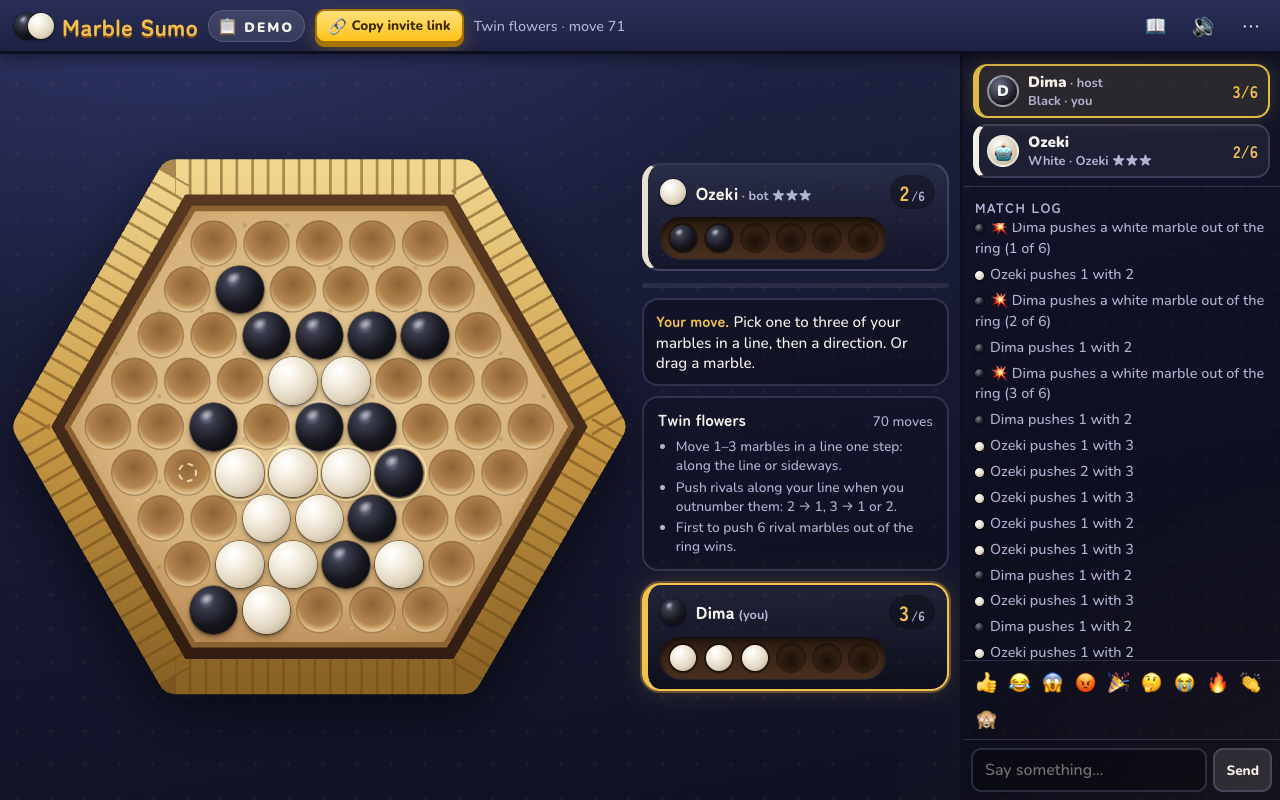 Marble Sumo
DEMO
Copy invite link
Twin flowers · move 71
Ozeki · bot ★★★
2/6
Your move. Pick one to three of your
marbles in a line, then a direction. Or
drag a marble.
Twin flowers
70 moves
• Move 1–3 marbles in a line one step:
along the line or sideways.
• Push rivals along your line when you
outnumber them: 2 → 1, 3 → 1 or 2.
• First to push 6 rival marbles out of the
ring wins.
Dima (you)
3/6
D
Dima · host
Black · you
3/6
Ozeki
White · Ozeki ★★★
2/6
MATCH LOG
Dima pushes a white marble out of the
ring (1 of 6)
Ozeki pushes 1 with 2
Dima pushes a white marble out of the
ring (2 of 6)
Dima pushes 1 with 2
Dima pushes a white marble out of the
ring (3 of 6)
Dima pushes 1 with 2
Ozeki pushes 1 with 3
Ozeki pushes 2 with 3
Ozeki pushes 1 with 3
Ozeki pushes 1 with 2
Ozeki pushes 1 with 3
Dima pushes 1 with 2
Ozeki pushes 1 with 3
Dima pushes 1 with 2
Ozeki pushes 1 with 2
Say something...
Send